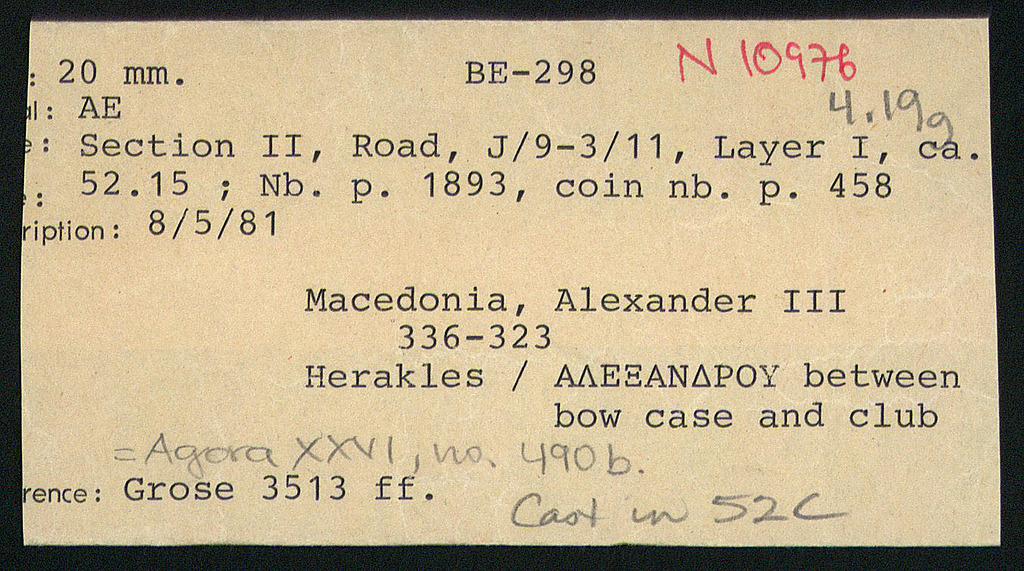 : 20 mm. BE-298 N 10976
al: AE 4.19g
e: Section II, Road, J/9-3/11, Layer I, ca.
e: 52.15 ; Nb. p. 1893, coin nb. p. 458
ription: 8/5/81
Macedonia, Alexander III
336-323
Herakles / ΑΛΕΞΑΝΔΡΟΥ between
bow case and club
= Agora XXVI, no. 490b.
rence: Grose 3513 ff.
Cast in 52C